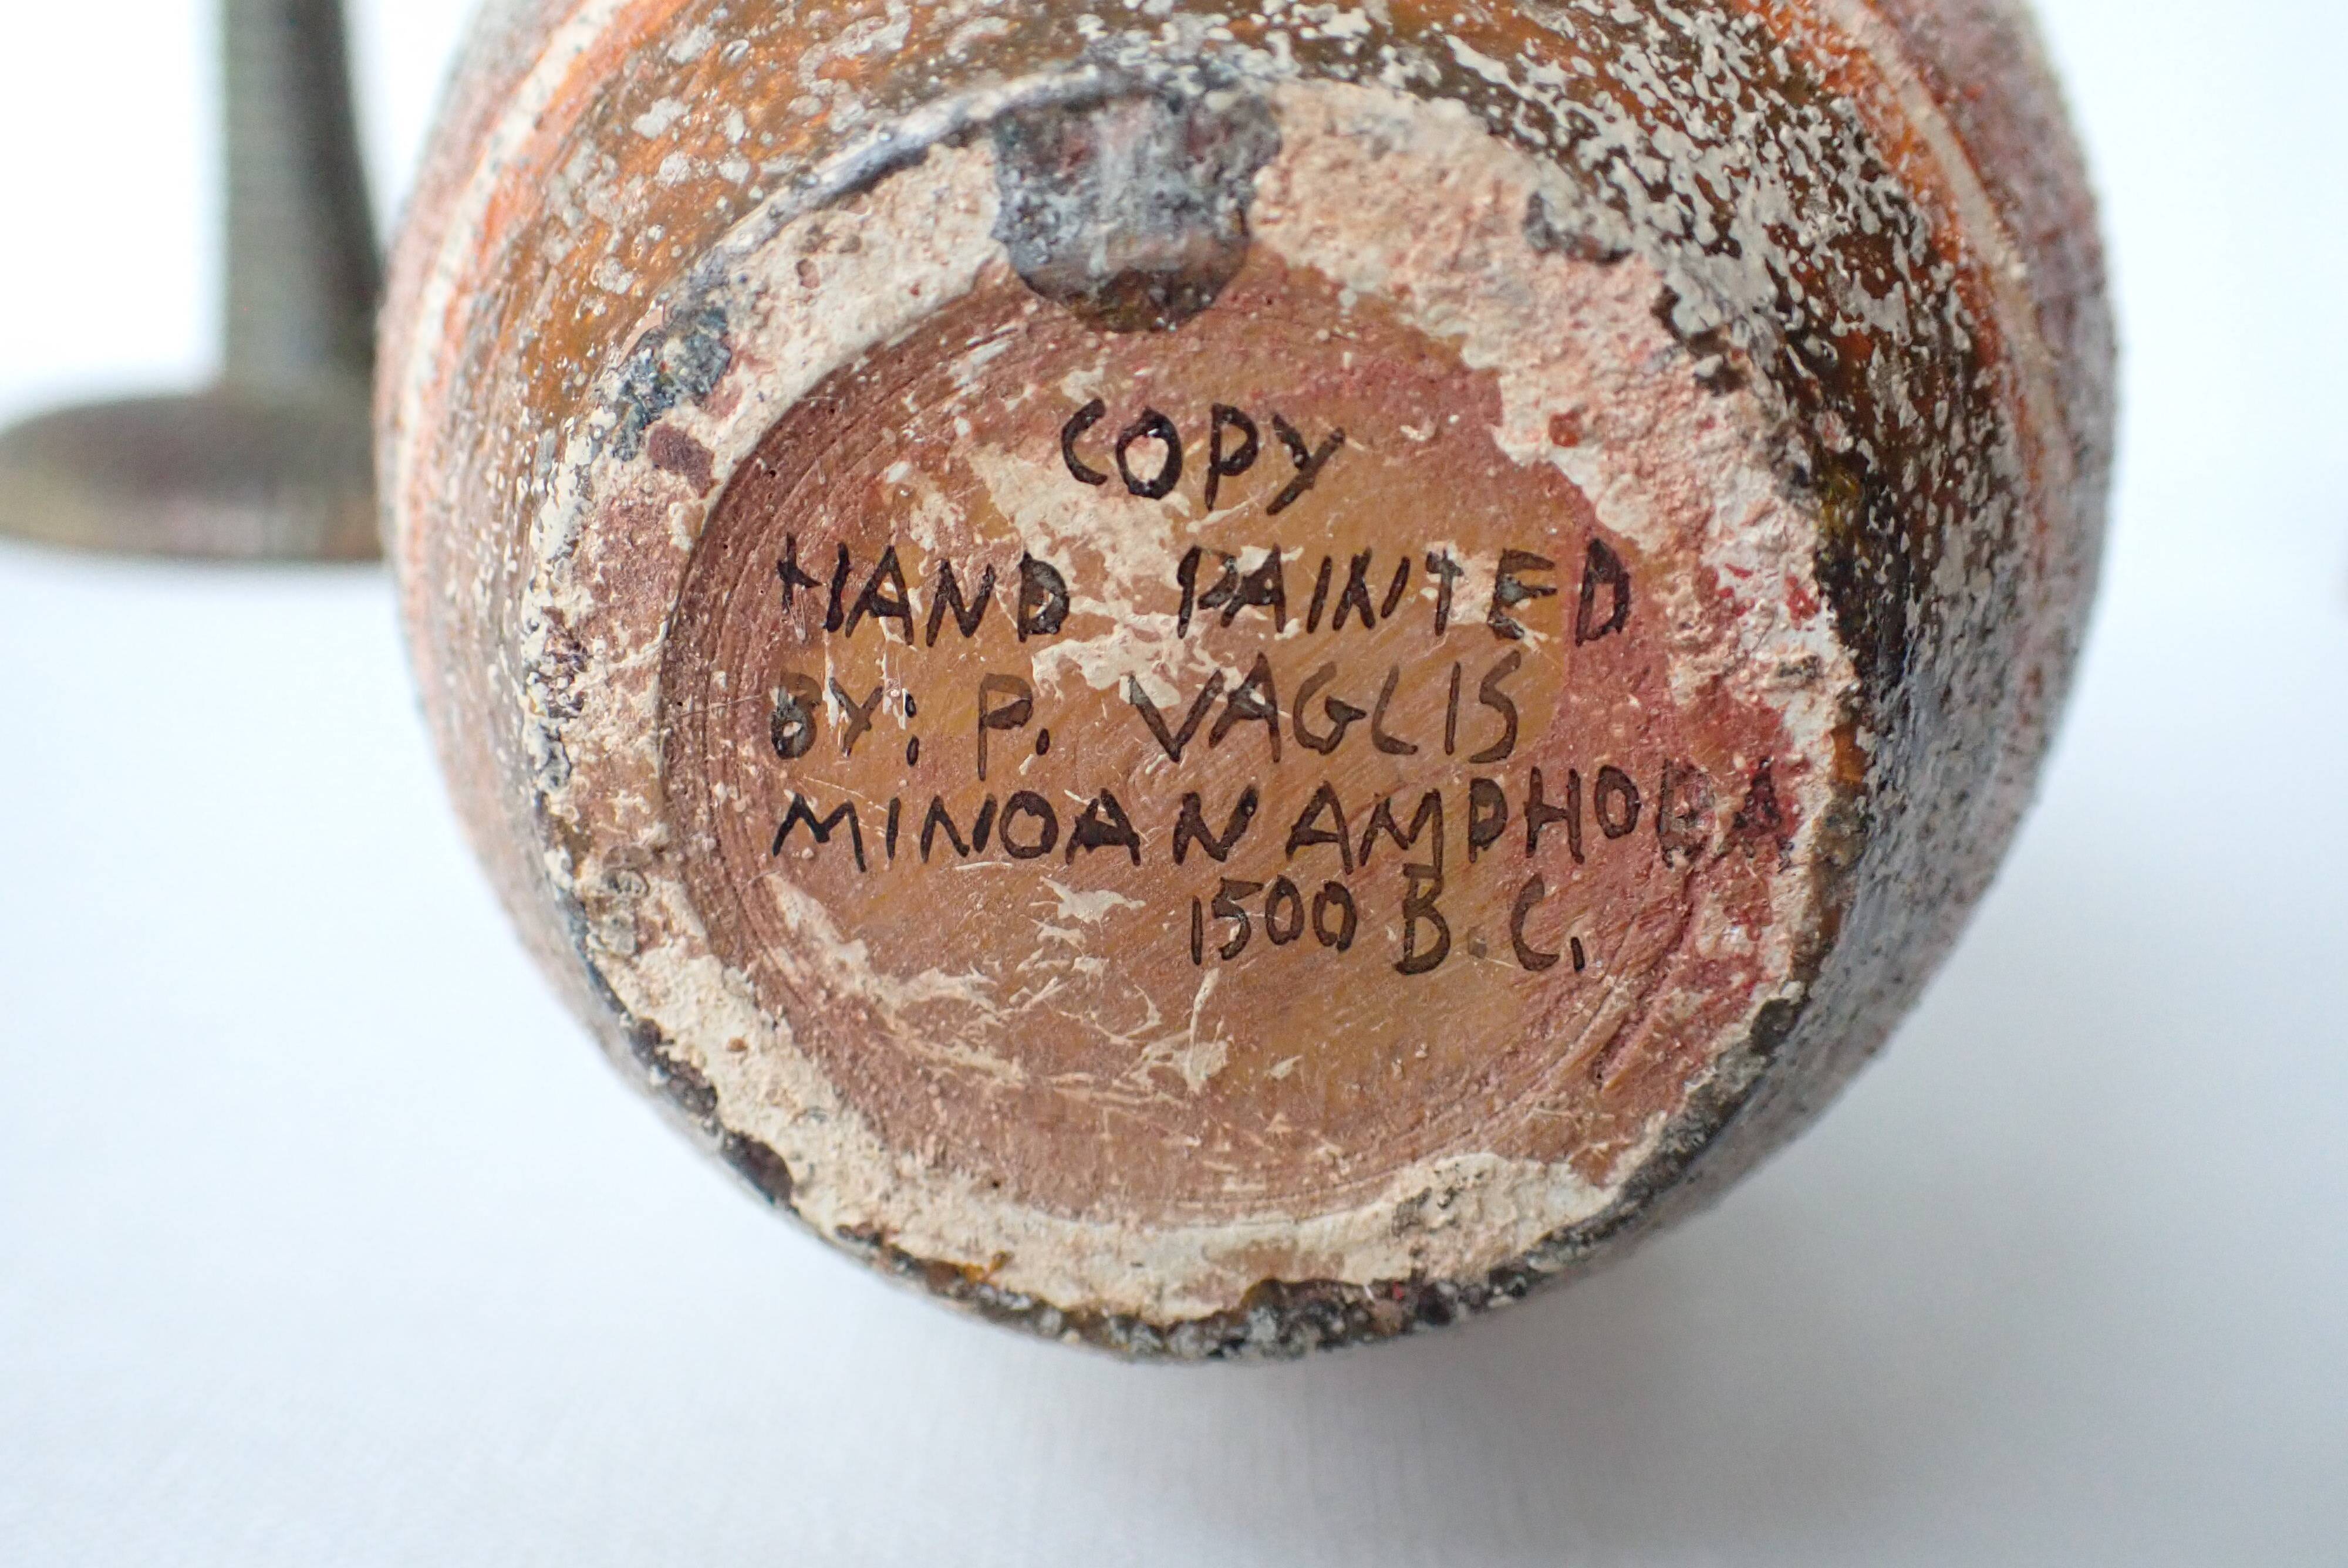 COPY
HAND PAINTED
BY: P. VAGLIS
MINOAN AMPHORA
1500 B.C.